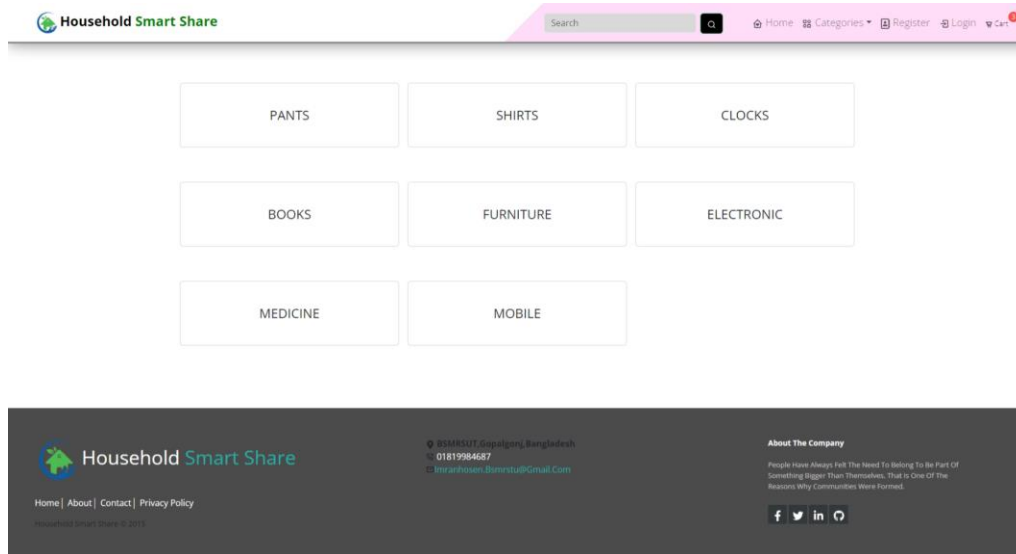 Household Smart Share
Search
Home Categories Register Login Cart
PANTS SHIRTS CLOCKS
BOOKS FURNITURE ELECTRONIC
MEDICINE MOBILE
Household Smart Share
Home| About| Contact| Privacy Policy
Household Smart Share © 2015
BSMRSUT,Gopalgonj,Bangladesh
01819984687
Imranhosen.Bsmrstu@Gmail.Com
About The Company
People Have Always Felt The Need To Belong To Be Part Of
Something Bigger Than Themselves, That Is One Of The
Reasons Why Communities Were Formed.